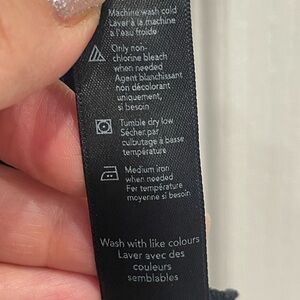 Machine wash cold
Laver à la machine
à l'eau froide
Only non-
chlorine bleach
when needed
Agent blanchissant
non décolorant
uniquement,
si besoin
Tumble dry low
Sécher par
culbutage à basse
température
Medium iron
when needed
Fer température
moyenne si besoin
Wash with like colours
Laver avec des
couleurs
semblables